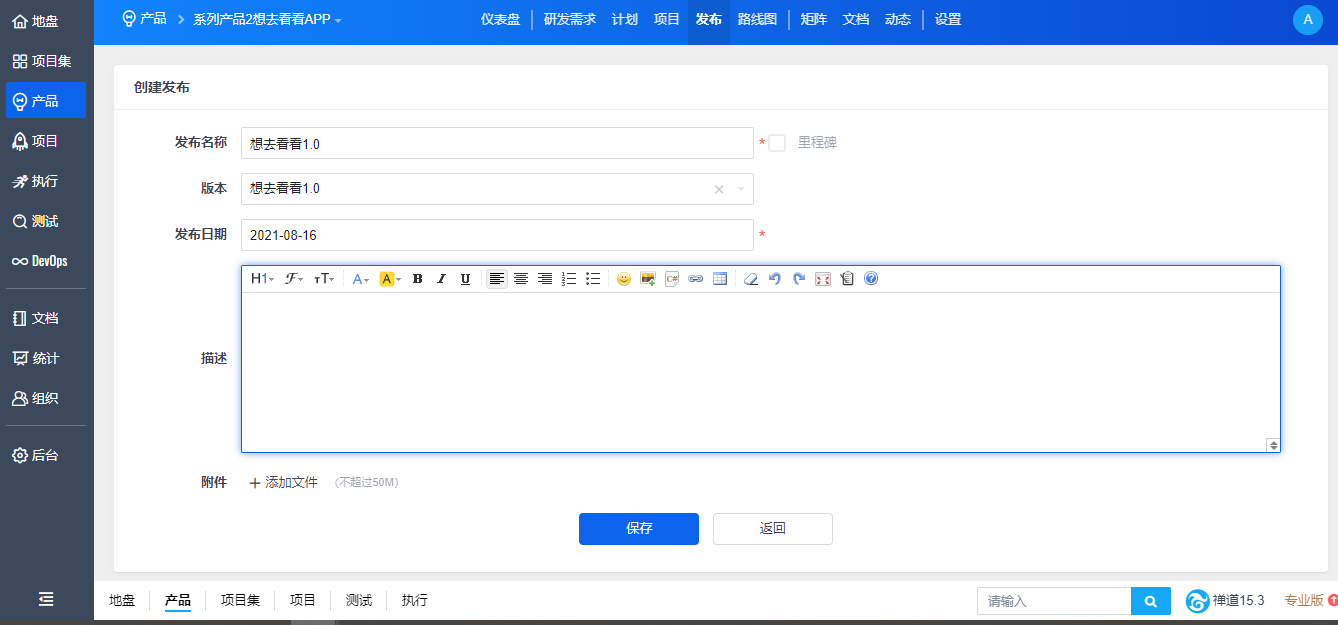 地盘
项目集
产品
项目
执行
测试
DevOps
文档
统计
组织
后台
产品 > 系列产品2想去看看APP
仪表盘 研发需求 计划 项目 发布 路线图 矩阵 文档 动态 设置
A
创建发布
发布名称 想去看看1.0 * 里程碑
版本 想去看看1.0
发布日期 2021-08-16 *
H1 F TT A A B I U C#
描述
附件 + 添加文件 (不超过50M)
保存 返回
地盘 产品 项目集 项目 测试 执行 请输入 禅道15.3 专业版